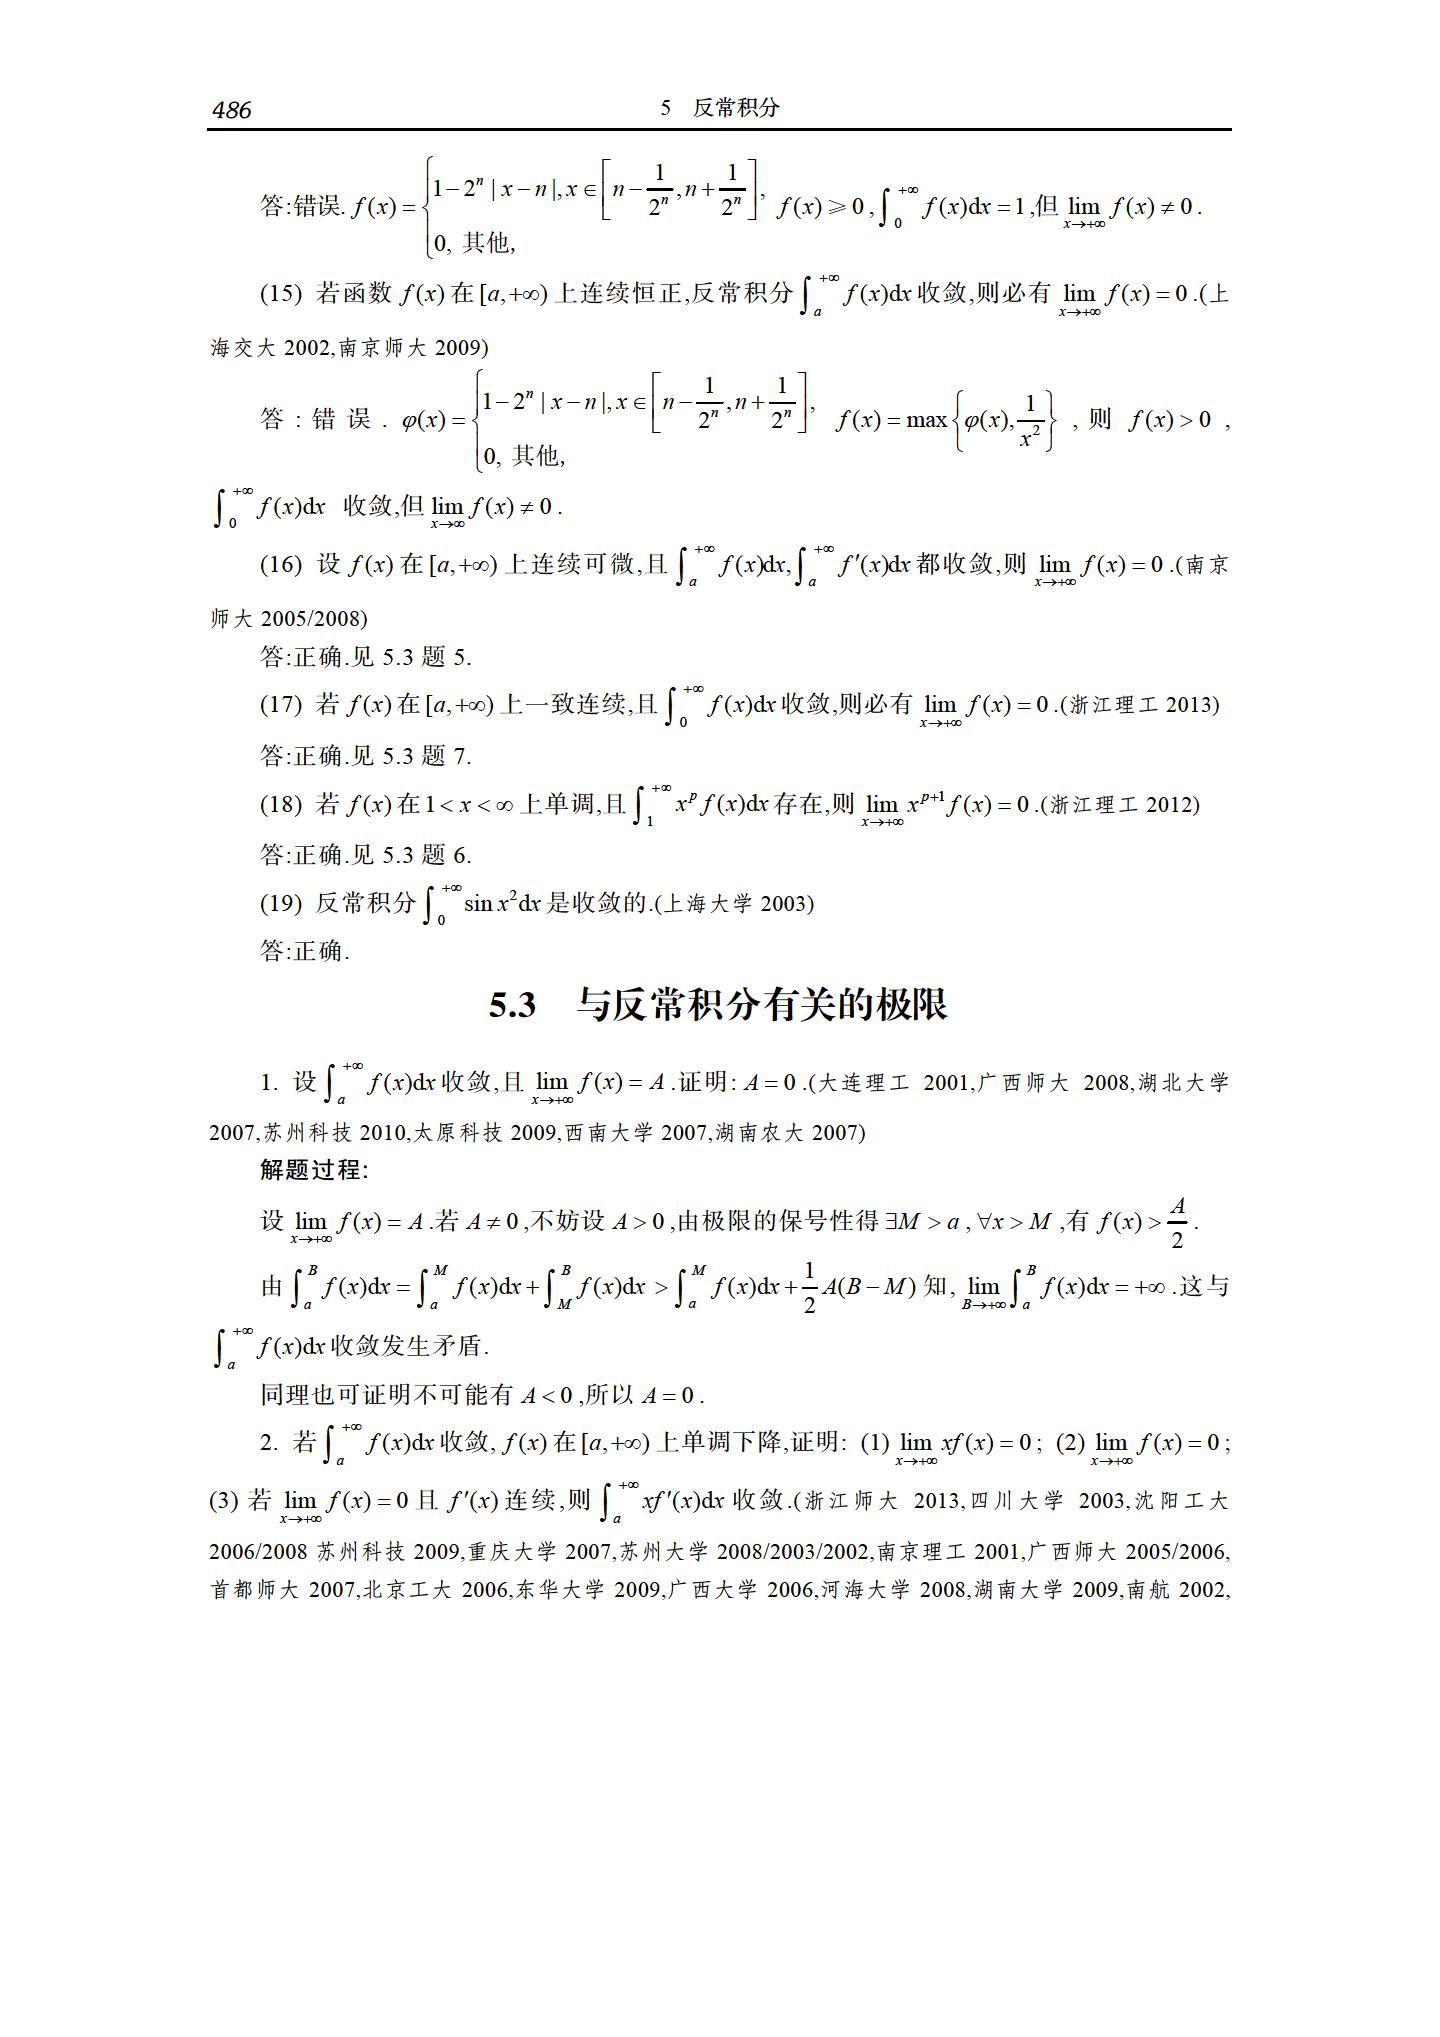 486
5 反常积分
答:错误. $f(x)=\begin{cases}1-2^n|x-n|, x\in\left[n-\frac{1}{2^n},n+\frac{1}{2^n}\right],\\0, 其他,\end{cases}$ $f(x)\geqslant 0$,$\int_0^{+\infty}f(x)\mathrm{d}x=1$,但$\lim_{x\to+\infty}f(x)\neq 0$.
(15) 若函数 $f(x)$ 在 $[a,+\infty)$ 上连续恒正,反常积分 $\int_a^{+\infty}f(x)\mathrm{d}x$ 收敛,则必有 $\lim_{x\to+\infty}f(x)=0$.(上
海交大 2002,南京师大 2009)
答:错误. $\varphi(x)=\begin{cases}1-2^n|x-n|, x\in\left[n-\frac{1}{2^n},n+\frac{1}{2^n}\right],\\0, 其他,\end{cases}$ $f(x)=\max\left\{\varphi(x),\frac{1}{x^2}\right\}$,则 $f(x)>0$,
$\int_0^{+\infty}f(x)\mathrm{d}x$ 收敛,但 $\lim_{x\to\infty}f(x)\neq 0$.
(16) 设 $f(x)$ 在 $[a,+\infty)$ 上连续可微,且 $\int_a^{+\infty}f(x)\mathrm{d}x,\int_a^{+\infty}f'(x)\mathrm{d}x$ 都收敛,则 $\lim_{x\to+\infty}f(x)=0$.(南京
师大 2005/2008)
答:正确.见 5.3 题 5.
(17) 若 $f(x)$ 在 $[a,+\infty)$ 上一致连续,且 $\int_0^{+\infty}f(x)\mathrm{d}x$ 收敛,则必有 $\lim_{x\to+\infty}f(x)=0$.(浙江理工 2013)
答:正确.见 5.3 题 7.
(18) 若 $f(x)$ 在 $1<x<\infty$ 上单调,且 $\int_1^{+\infty}x^pf(x)\mathrm{d}x$ 存在,则 $\lim_{x\to+\infty}x^{p+1}f(x)=0$.(浙江理工 2012)
答:正确.见 5.3 题 6.
(19) 反常积分 $\int_0^{+\infty}\sin x^2\mathrm{d}x$ 是收敛的.(上海大学 2003)
答:正确.
5.3 与反常积分有关的极限
1. 设 $\int_a^{+\infty}f(x)\mathrm{d}x$ 收敛,且 $\lim_{x\to+\infty}f(x)=A$.证明: $A=0$.(大连理工 2001,广西师大 2008,湖北大学
2007,苏州科技 2010,太原科技 2009,西南大学 2007,湖南农大 2007)
解题过程:
设 $\lim_{x\to+\infty}f(x)=A$.若 $A\neq 0$,不妨设 $A>0$,由极限的保号性得 $\exists M>a$,$\forall x>M$,有 $f(x)>\frac{A}{2}$.
由 $\int_a^Bf(x)\mathrm{d}x=\int_a^Mf(x)\mathrm{d}x+\int_M^Bf(x)\mathrm{d}x>\int_a^Mf(x)\mathrm{d}x+\frac{1}{2}A(B-M)$ 知, $\lim_{B\to+\infty}\int_a^Bf(x)\mathrm{d}x=+\infty$.这与
$\int_a^{+\infty}f(x)\mathrm{d}x$ 收敛发生矛盾.
同理也可证明不可能有 $A<0$,所以 $A=0$.
2. 若 $\int_a^{+\infty}f(x)\mathrm{d}x$ 收敛, $f(x)$ 在 $[a,+\infty)$ 上单调下降,证明: (1) $\lim_{x\to+\infty}xf(x)=0$; (2) $\lim_{x\to+\infty}f(x)=0$;
(3) 若 $\lim_{x\to+\infty}f(x)=0$ 且 $f'(x)$ 连续,则 $\int_a^{+\infty}xf'(x)\mathrm{d}x$ 收敛.(浙江师大 2013,四川大学 2003,沈阳工大
2006/2008 苏州科技 2009,重庆大学 2007,苏州大学 2008/2003/2002,南京理工 2001,广西师大 2005/2006,
首都师大 2007,北京工大 2006,东华大学 2009,广西大学 2006,河海大学 2008,湖南大学 2009,南航 2002,